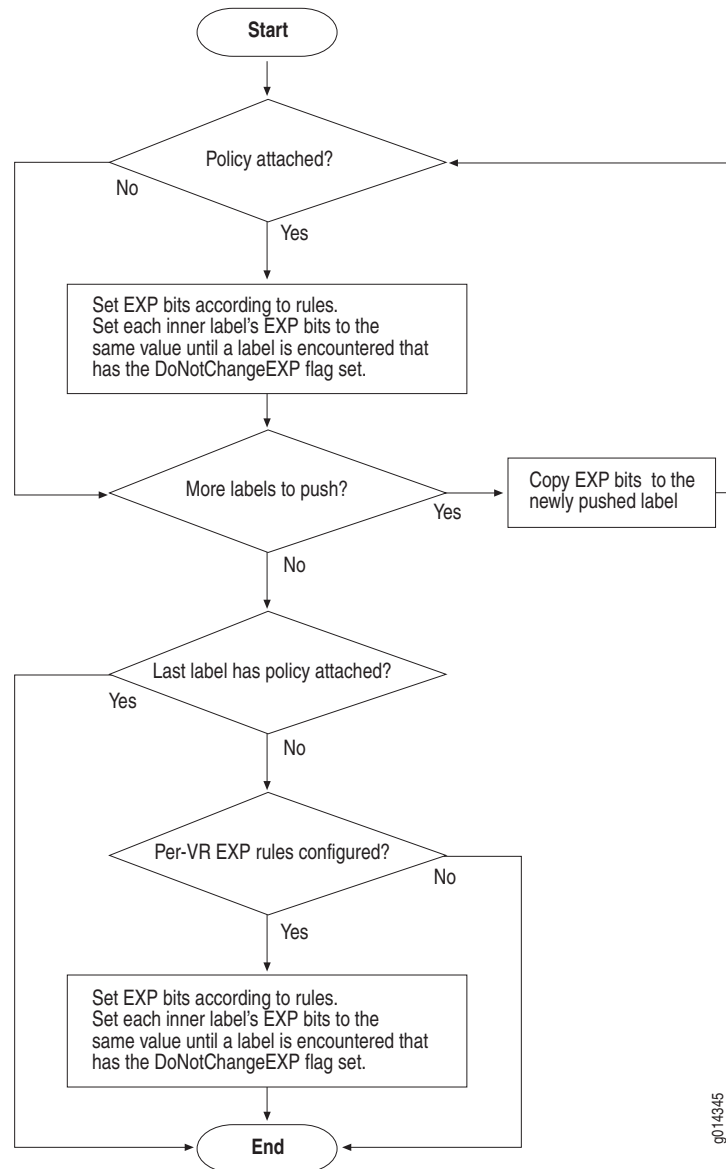 Start
Policy attached?
No
Yes
Set EXP bits according to rules.
Set each inner label's EXP bits to the
same value until a label is encountered that
has the DoNotChangeEXP flag set.
More labels to push?
Yes
Copy EXP bits to the
newly pushed label
No
Last label has policy attached?
Yes
No
Per-VR EXP rules configured?
No
Yes
Set EXP bits according to rules.
Set each inner label's EXP bits to the
same value until a label is encountered that
has the DoNotChangeEXP flag set.
End
g014345